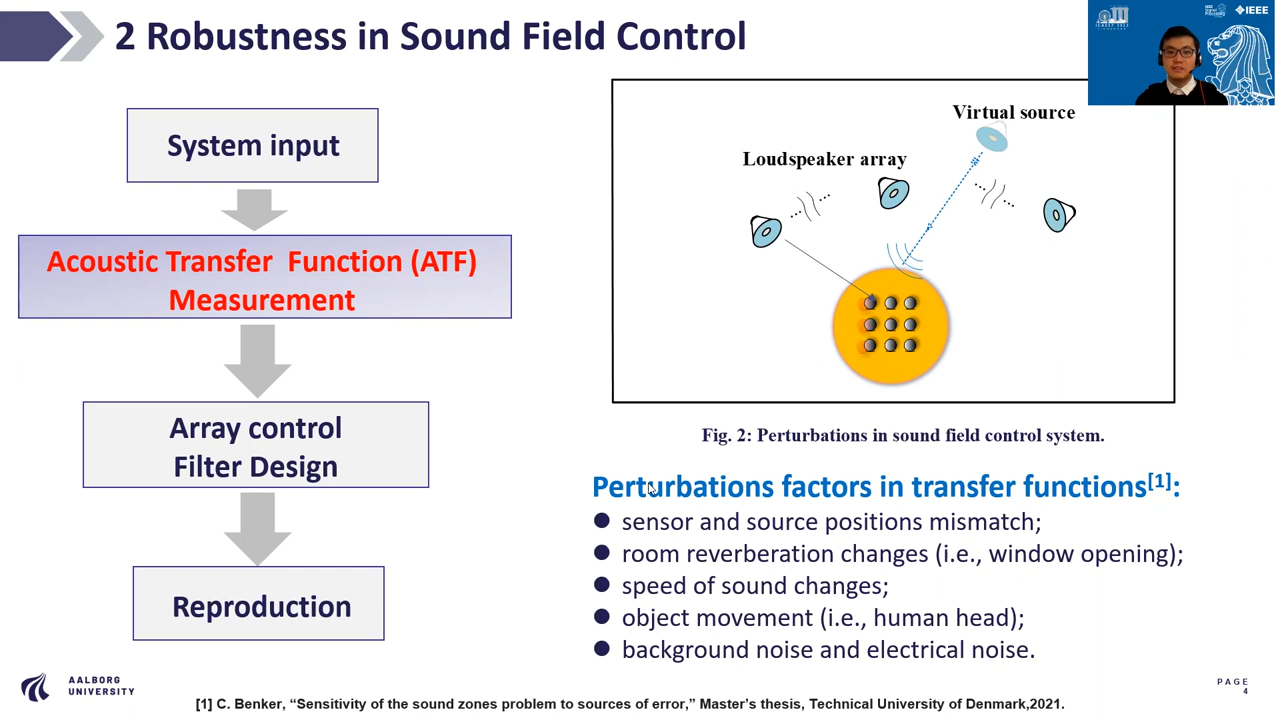 2 Robustness in Sound Field Control
IEEE
System input
Acoustic Transfer  Function (ATF)
Measurement
Array control
Filter Design
Reproduction
Virtual source
Loudspeaker array
Fig. 2: Perturbations in sound field control system.
Perturbations factors in transfer functions[1]:
● sensor and source positions mismatch;
● room reverberation changes (i.e., window opening);
● speed of sound changes;
● object movement (i.e., human head);
● background noise and electrical noise.
AALBORG
UNIVERSITY
PAGE
4
[1] C. Benker, “Sensitivity of the sound zones problem to sources of error,” Master’s thesis, Technical University of Denmark,2021.